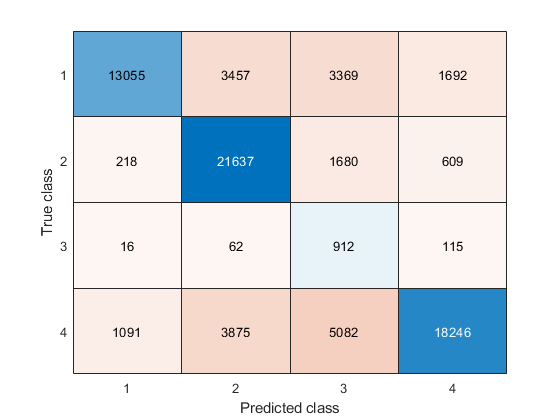 1 13055 3457 3369 1692
2 218 21637 1680 609
3 16 62 912 115
4 1091 3875 5082 18246
1 2 3 4
Predicted class
True class